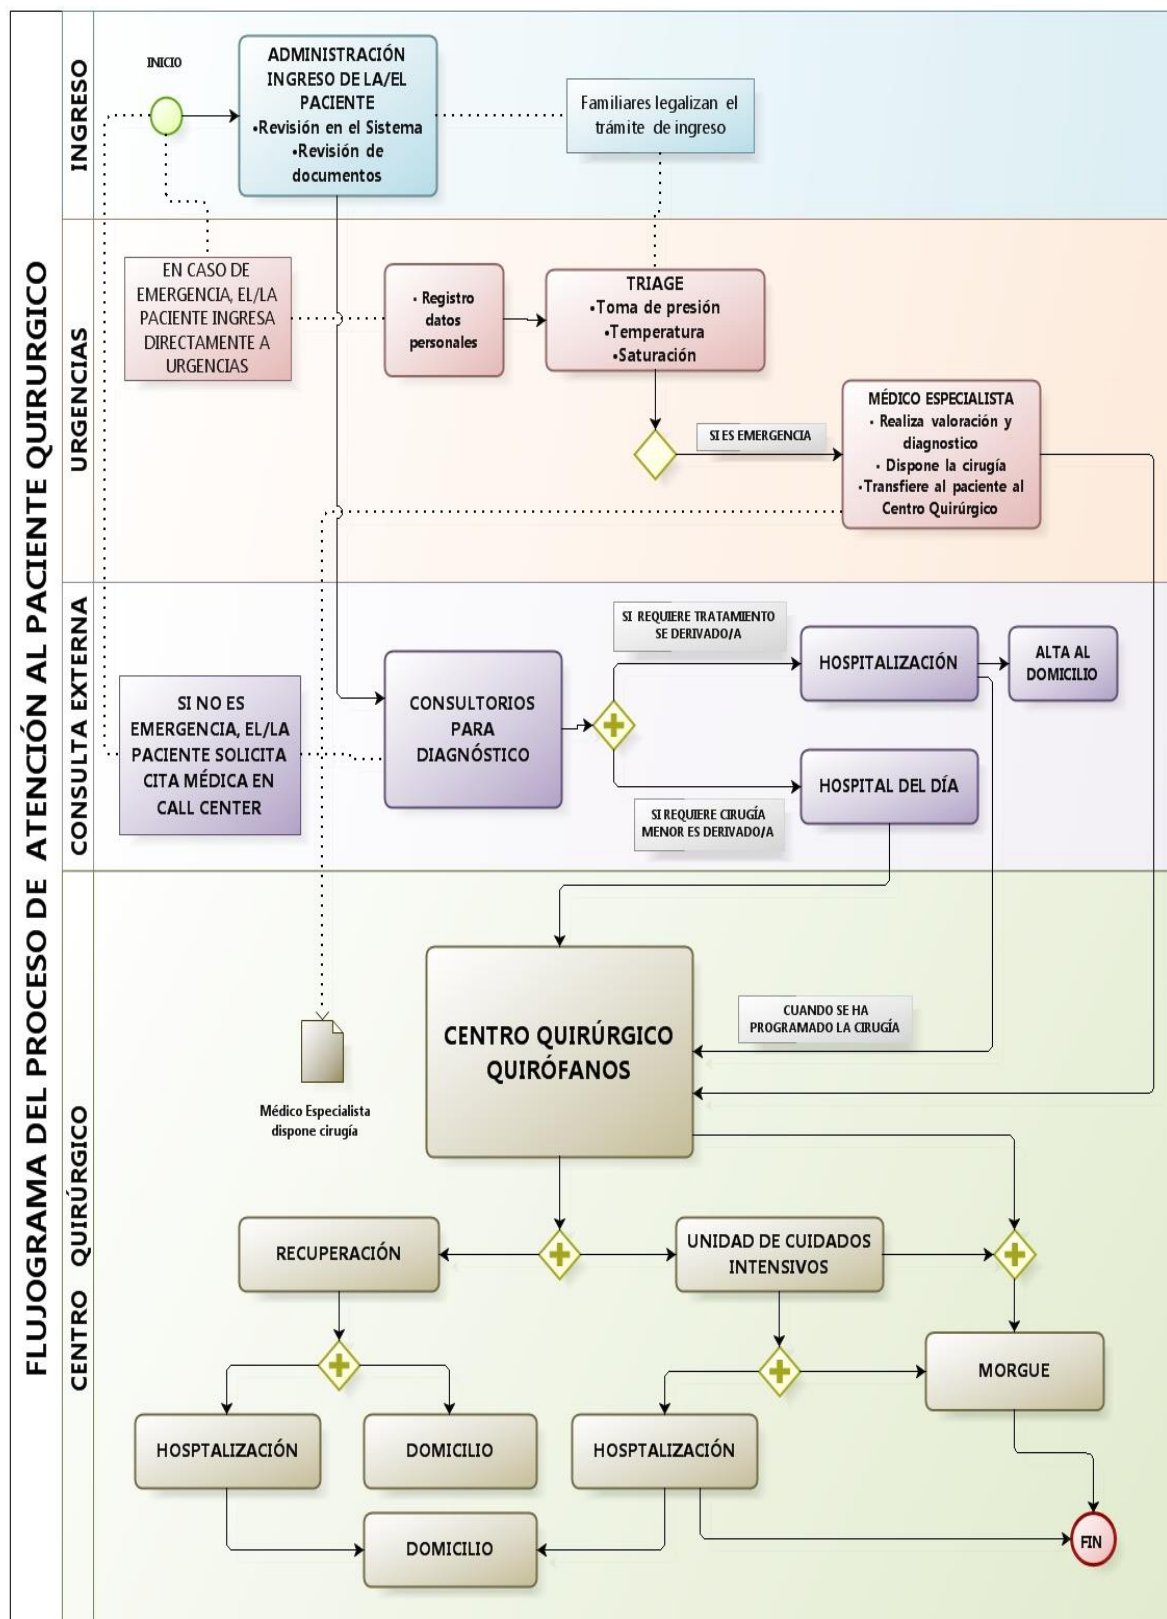 FLUJOGRAMA DEL PROCESO DE ATENCIÓN AL PACIENTE QUIRURGICO
INGRESO
INICIO
ADMINISTRACIÓN
INGRESO DE LA/EL
PACIENTE
•Revisión en el Sistema
•Revisión de
documentos
Familiares legalizan el
trámite de ingreso
URGENCIAS
EN CASO DE
EMERGENCIA, EL/LA
PACIENTE INGRESA
DIRECTAMENTE A
URGENCIAS
• Registro
datos
personales
TRIAGE
•Toma de presión
•Temperatura
•Saturación
SI ES EMERGENCIA
MÉDICO ESPECIALISTA
• Realiza valoración y
diagnostico
• Dispone la cirugía
•Transfiere al paciente al
Centro Quirúrgico
CONSULTA EXTERNA
SI NO ES
EMERGENCIA, EL/LA
PACIENTE SOLICITA
CITA MÉDICA EN
CALL CENTER
CONSULTORIOS
PARA
DIAGNÓSTICO
SI REQUIERE TRATAMIENTO
SE DERIVADO/A
HOSPITALIZACIÓN
ALTA AL
DOMICILIO
HOSPITAL DEL DÍA
SI REQUIERE CIRUGÍA
MENOR ES DERIVADO/A
CENTRO QUIRÚRGICO
CENTRO QUIRÚRGICO
QUIRÓFANOS
CUANDO SE HA
PROGRAMADO LA CIRUGÍA
Médico Especialista
dispone cirugía
RECUPERACIÓN
UNIDAD DE CUIDADOS
INTENSIVOS
MORGUE
HOSPTALIZACIÓN
DOMICILIO
HOSPTALIZACIÓN
DOMICILIO
FIN